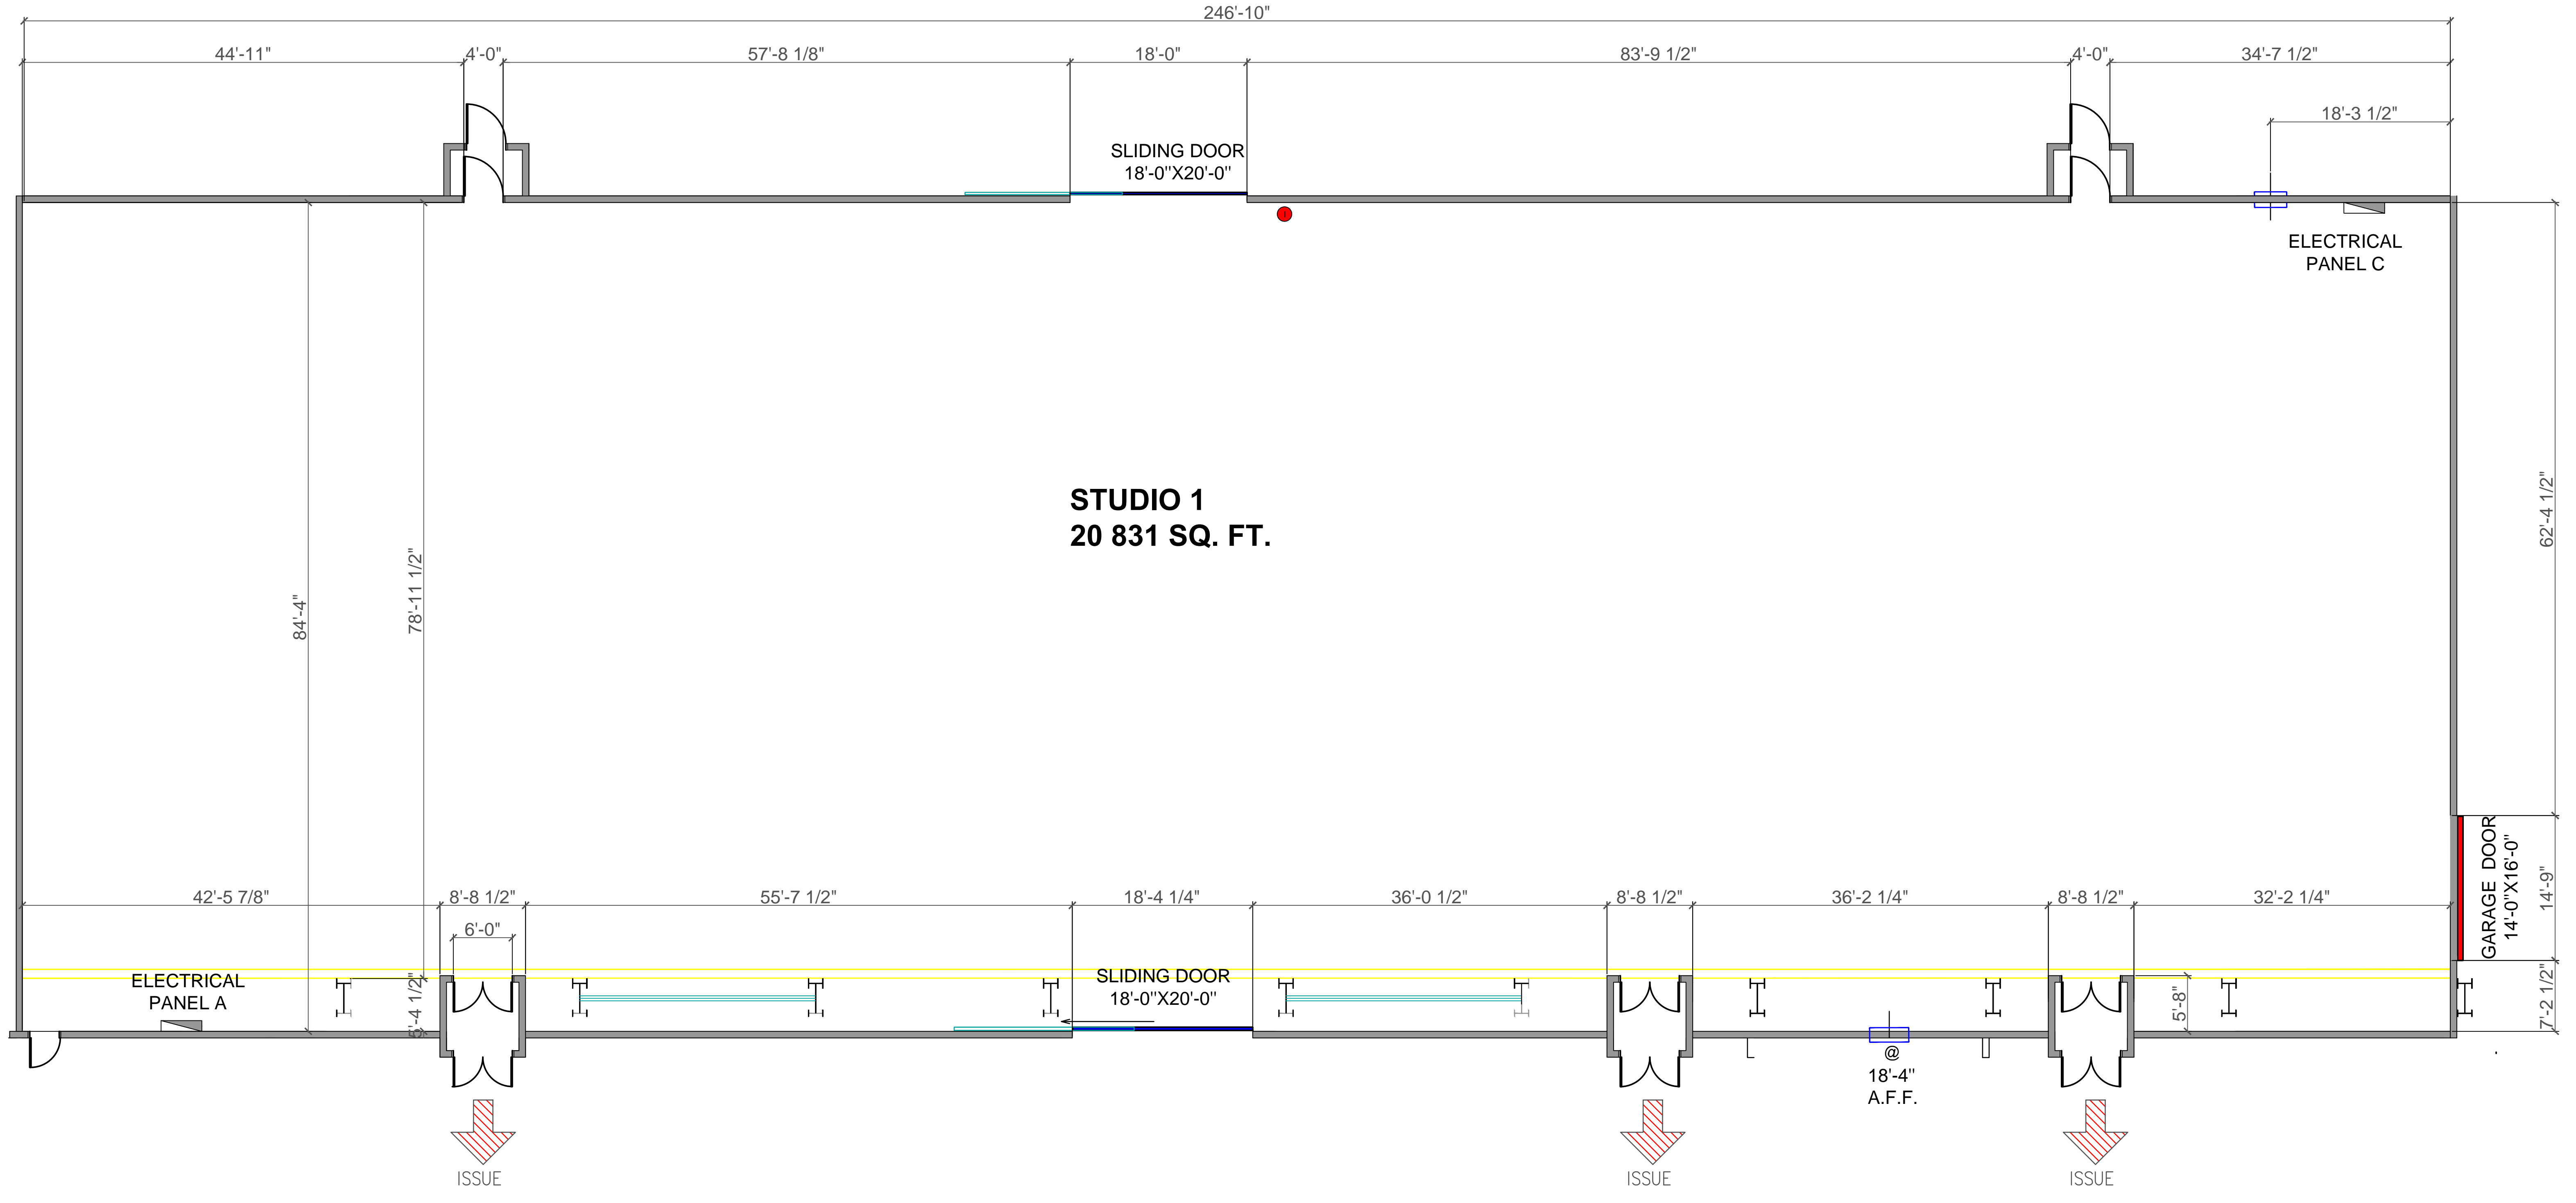 246'-10"
44'-11"
4'-0"
57'-8 1/8"
18'-0"
83'-9 1/2"
4'-0"
34'-7 1/2"
18'-3 1/2"
SLIDING DOOR
18'-0"X20'-0"
ELECTRICAL
PANEL C
STUDIO 1
20 831 SQ. FT.
62'-4 1/2"
84'-4"
78'-11 1/2"
GARAGE DOOR
14'-0"X16'-0"
14'-9"
42'-5 7/8"
8'-8 1/2"
55'-7 1/2"
18'-4 1/4"
36'-0 1/2"
8'-8 1/2"
36'-2 1/4"
8'-8 1/2"
32'-2 1/4"
6'-0"
ELECTRICAL
PANEL A
5'-4 1/2"
SLIDING DOOR
18'-0"X20'-0"
5'-8"
7'-2 1/2"
@
18'-4"
A.F.F.
ISSUE
ISSUE
ISSUE